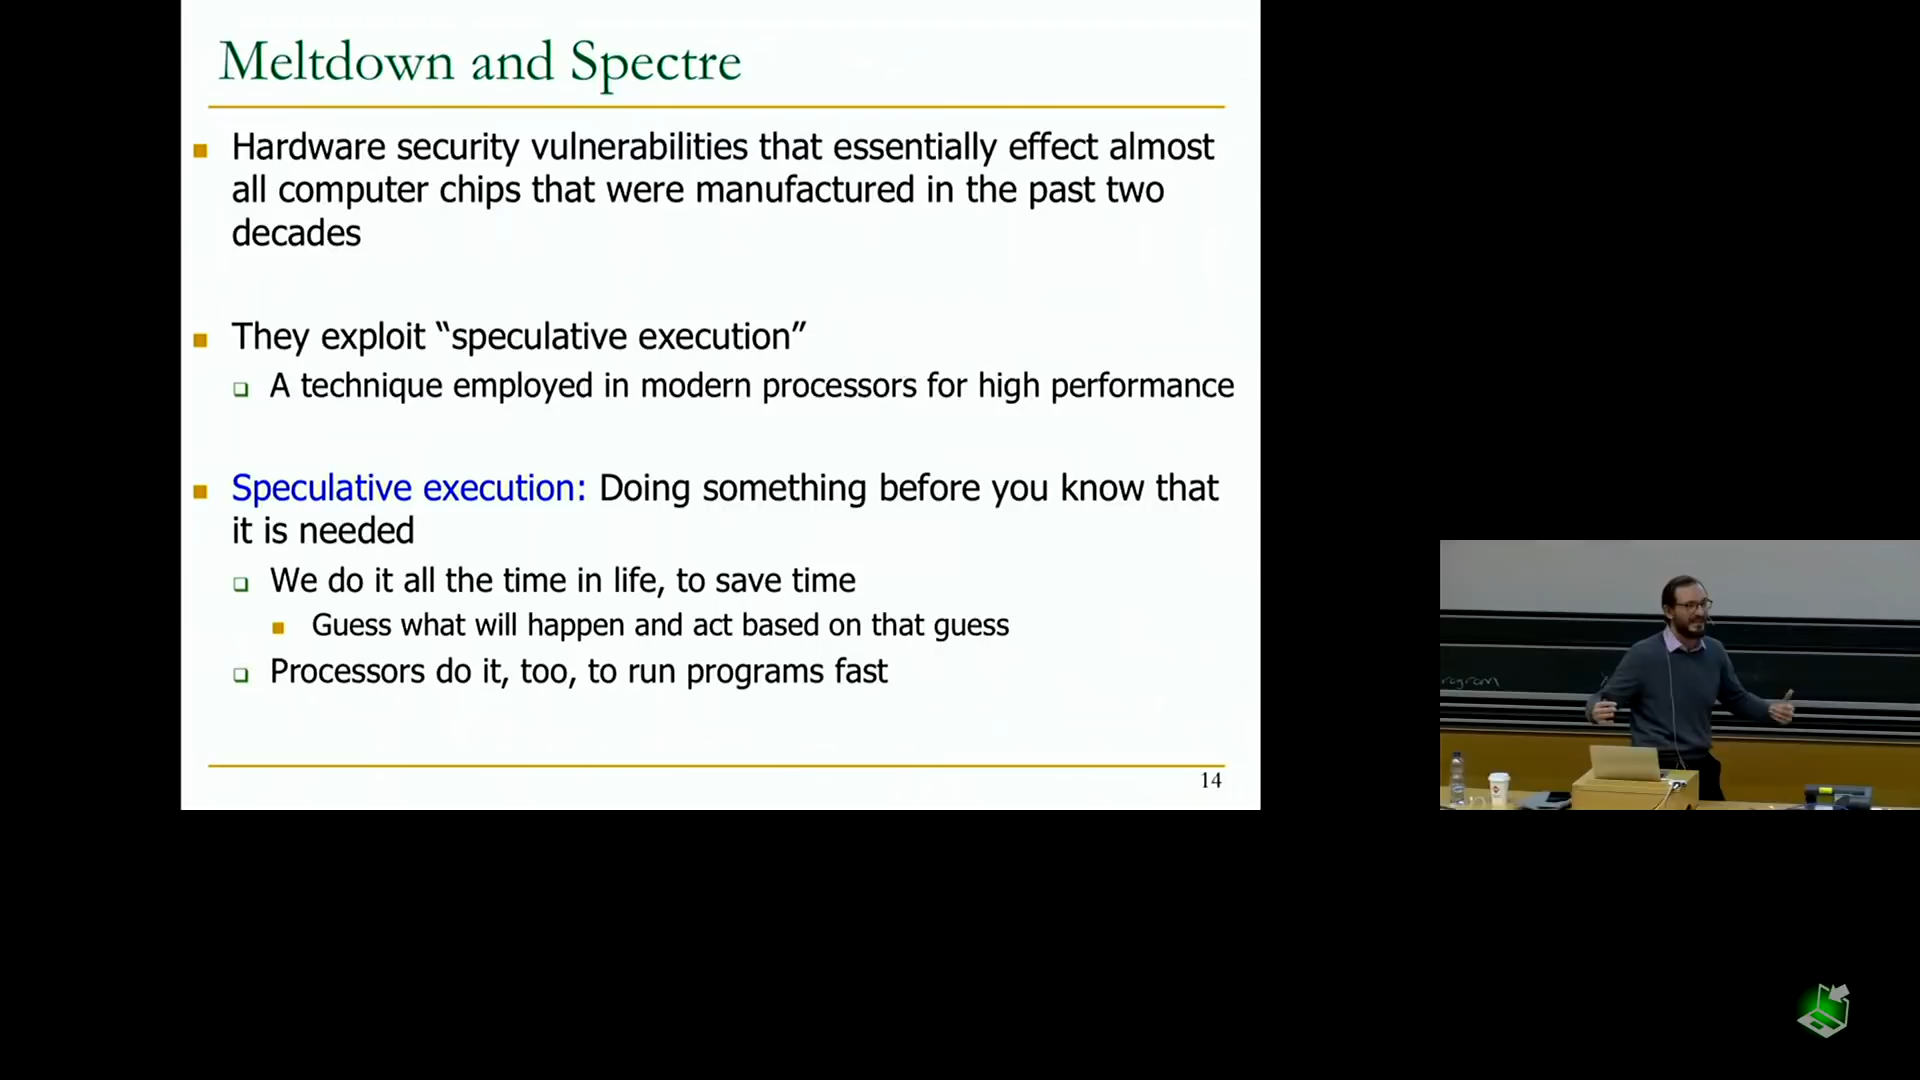 Meltdown and Spectre
Hardware security vulnerabilities that essentially effect almost
all computer chips that were manufactured in the past two
decades
They exploit “speculative execution”
A technique employed in modern processors for high performance
Speculative execution: Doing something before you know that
it is needed
We do it all the time in life, to save time
Guess what will happen and act based on that guess
Processors do it, too, to run programs fast
14
rogram